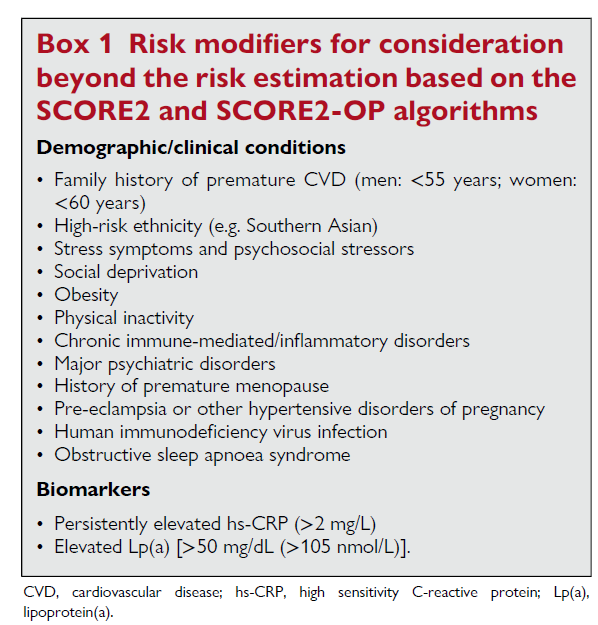 Box 1 Risk modifiers for consideration
beyond the risk estimation based on the
SCORE2 and SCORE2-OP algorithms
Demographic/clinical conditions
• Family history of premature CVD (men: <55 years; women:
<60 years)
• High-risk ethnicity (e.g. Southern Asian)
• Stress symptoms and psychosocial stressors
• Social deprivation
• Obesity
• Physical inactivity
• Chronic immune-mediated/inflammatory disorders
• Major psychiatric disorders
• History of premature menopause
• Pre-eclampsia or other hypertensive disorders of pregnancy
• Human immunodeficiency virus infection
• Obstructive sleep apnoea syndrome
Biomarkers
• Persistently elevated hs-CRP (>2 mg/L)
• Elevated Lp(a) [>50 mg/dL (>105 nmol/L)].
CVD, cardiovascular disease; hs-CRP, high sensitivity C-reactive protein; Lp(a),
lipoprotein(a).